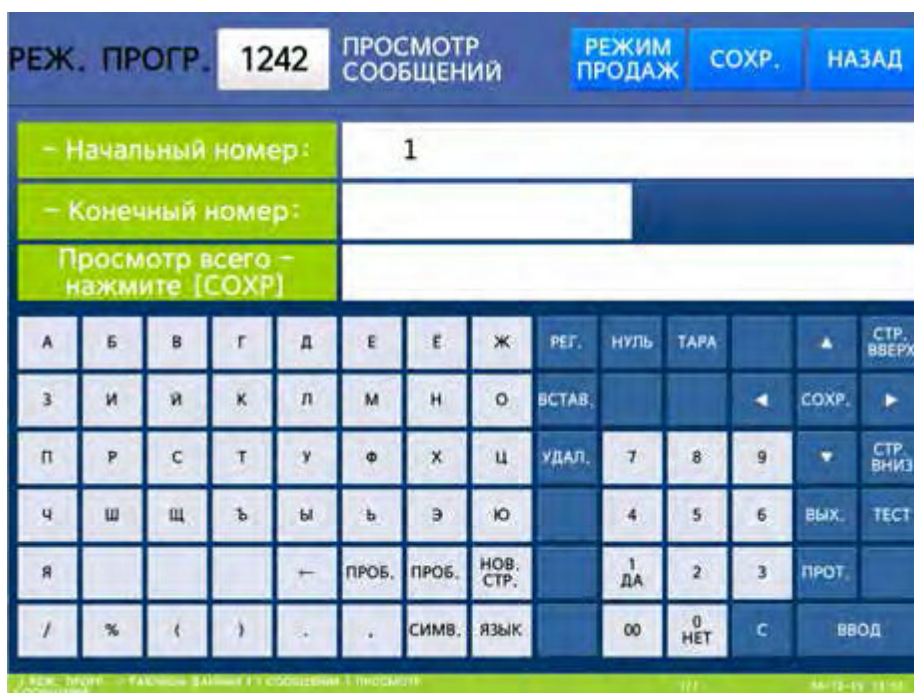 РЕЖ. ПРОГР. 1242 ПРОСМОТР СООБЩЕНИЙ РЕЖИМ ПРОДАЖ СОХР. НАЗАД
- Начальный номер: 1
- Конечный номер:
Просмотр всего -
нажмите [СОХР]
А Б В Г Д Е Ё Ж РЕГ. НУЛЬ ТАРА ▲ СТР. ВВЕРХ
З И Й К Л М Н О ВСТАВ. ◄ СОХР. ►
П Р С Т У Ф Х Ц УДАЛ. 7 8 9 ▼ СТР. ВНИЗ
Ч Ш Щ Ъ Ы Ь Э Ю 4 5 6 ВЫХ. ТЕСТ
Я ← ПРОБ. ПРОБ. НОВ. СТР. 1 ДА 2 3 ПРОТ.
/ % ( ) . . СИМВ. ЯЗЫК 00 0 НЕТ C ВВОД